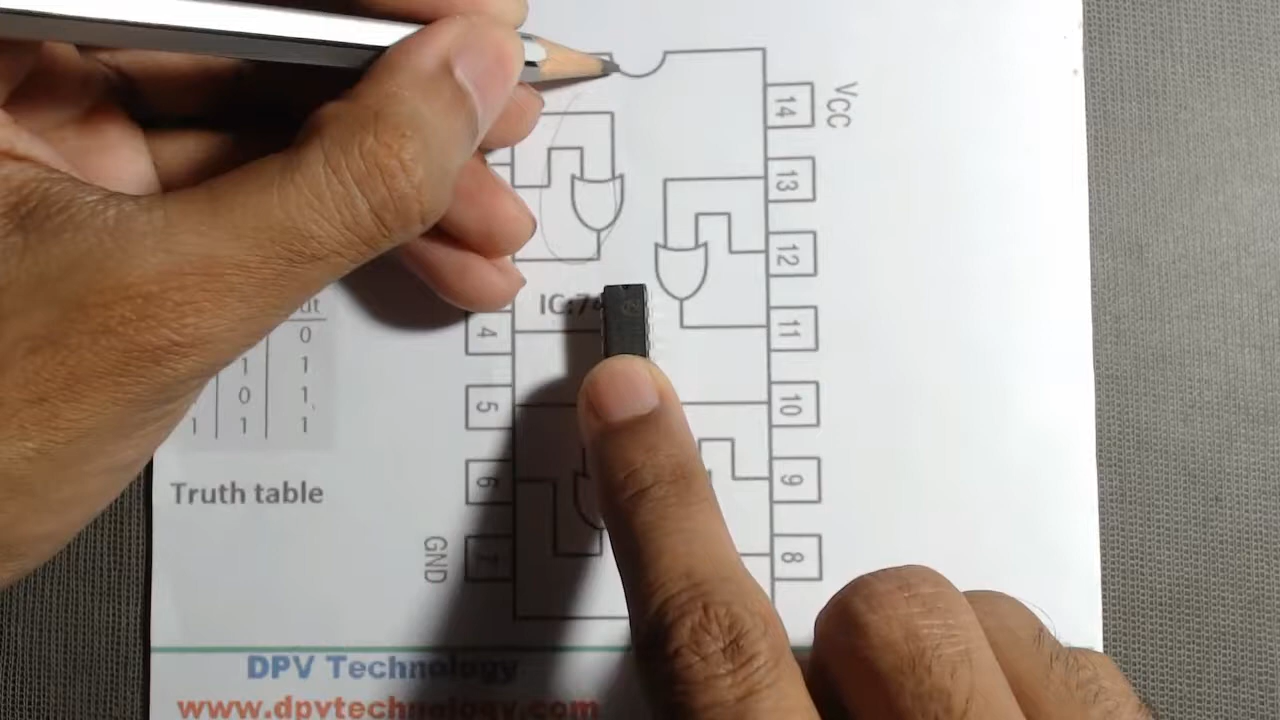 VCC
14
13
12
11
10
9
8
4
5
6
7
GND
IC:74
0
1 1
0 1
1 1 1
Truth table
DPV Technology
www.dpvtechnology.com